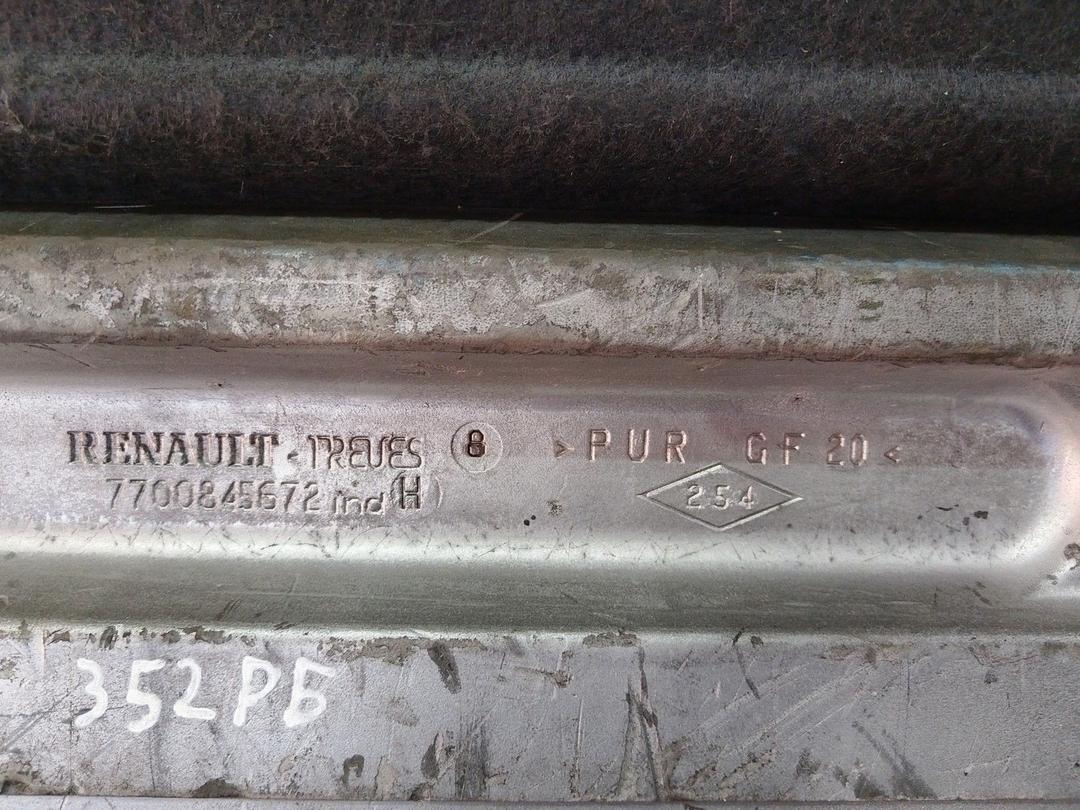 RENAULT - TREVES 8 >PUR GF 20<
7700845672 ind (H) 254
352РБ